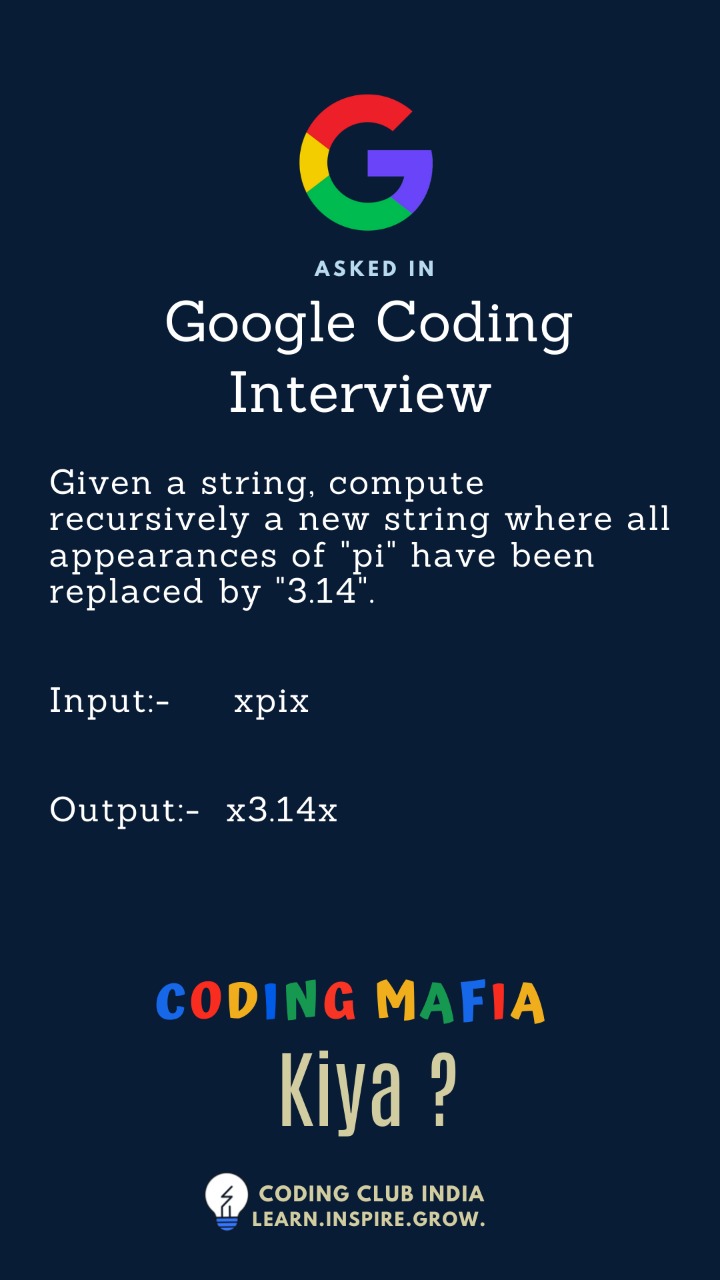 ASKED IN
Google Coding
Interview
Given a string, compute
recursively a new string where all
appearances of "pi" have been
replaced by "3.14".
Input:- xpix
Output:- x3.14x
CODING MAFIA
Kiya ?
CODING CLUB INDIA
LEARN.INSPIRE.GROW.